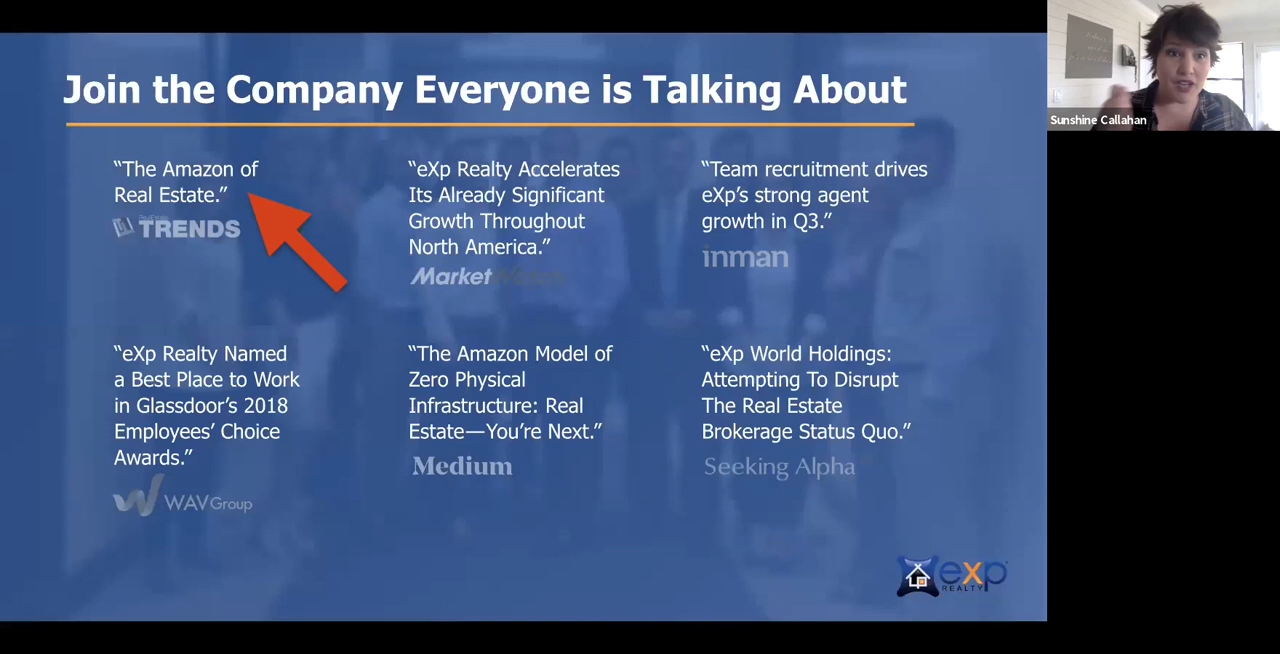 Join the Company Everyone is Talking About
“The Amazon of
Real Estate.”
TRENDS
“eXp Realty Accelerates
Its Already Significant
Growth Throughout
North America.”
Market
“Team recruitment drives
eXp’s strong agent
growth in Q3.”
inman
“eXp Realty Named
a Best Place to Work
in Glassdoor’s 2018
Employees’ Choice
Awards.”
WAVGroup
“The Amazon Model of
Zero Physical
Infrastructure: Real
Estate—You’re Next.”
Medium
“eXp World Holdings:
Attempting To Disrupt
The Real Estate
Brokerage Status Quo.”
Seeking Alpha
eXp
REALTY
Sunshine Callahan